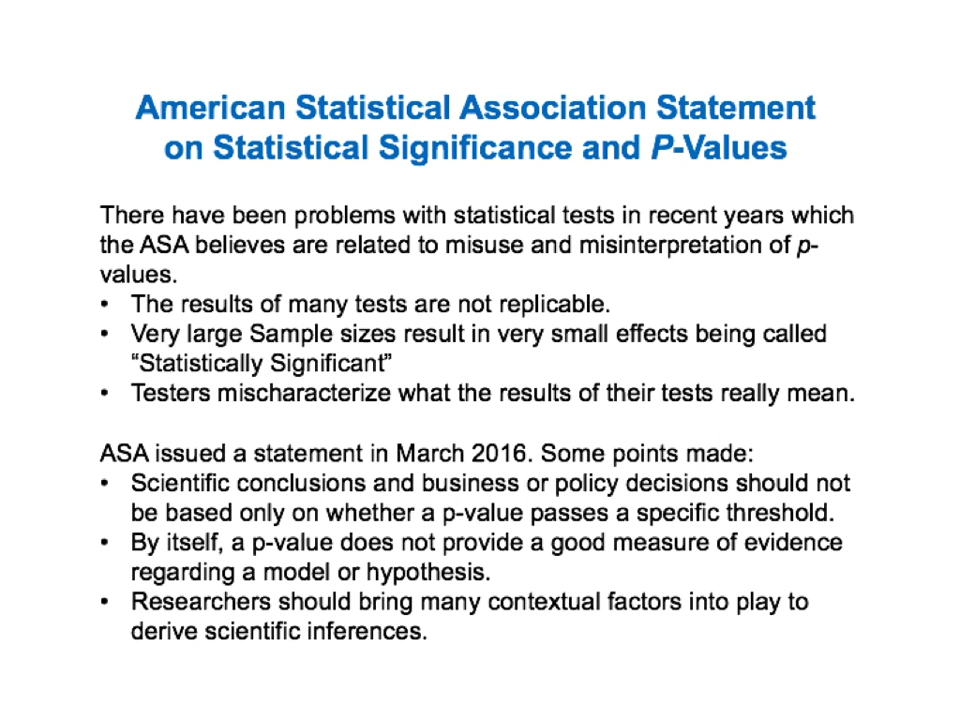 American Statistical Association Statement
on Statistical Significance and P-Values
There have been problems with statistical tests in recent years which
the ASA believes are related to misuse and misinterpretation of p-
values.
• The results of many tests are not replicable.
• Very large Sample sizes result in very small effects being called
“Statistically Significant”
• Testers mischaracterize what the results of their tests really mean.
ASA issued a statement in March 2016. Some points made:
• Scientific conclusions and business or policy decisions should not
be based only on whether a p-value passes a specific threshold.
• By itself, a p-value does not provide a good measure of evidence
regarding a model or hypothesis.
• Researchers should bring many contextual factors into play to
derive scientific inferences.